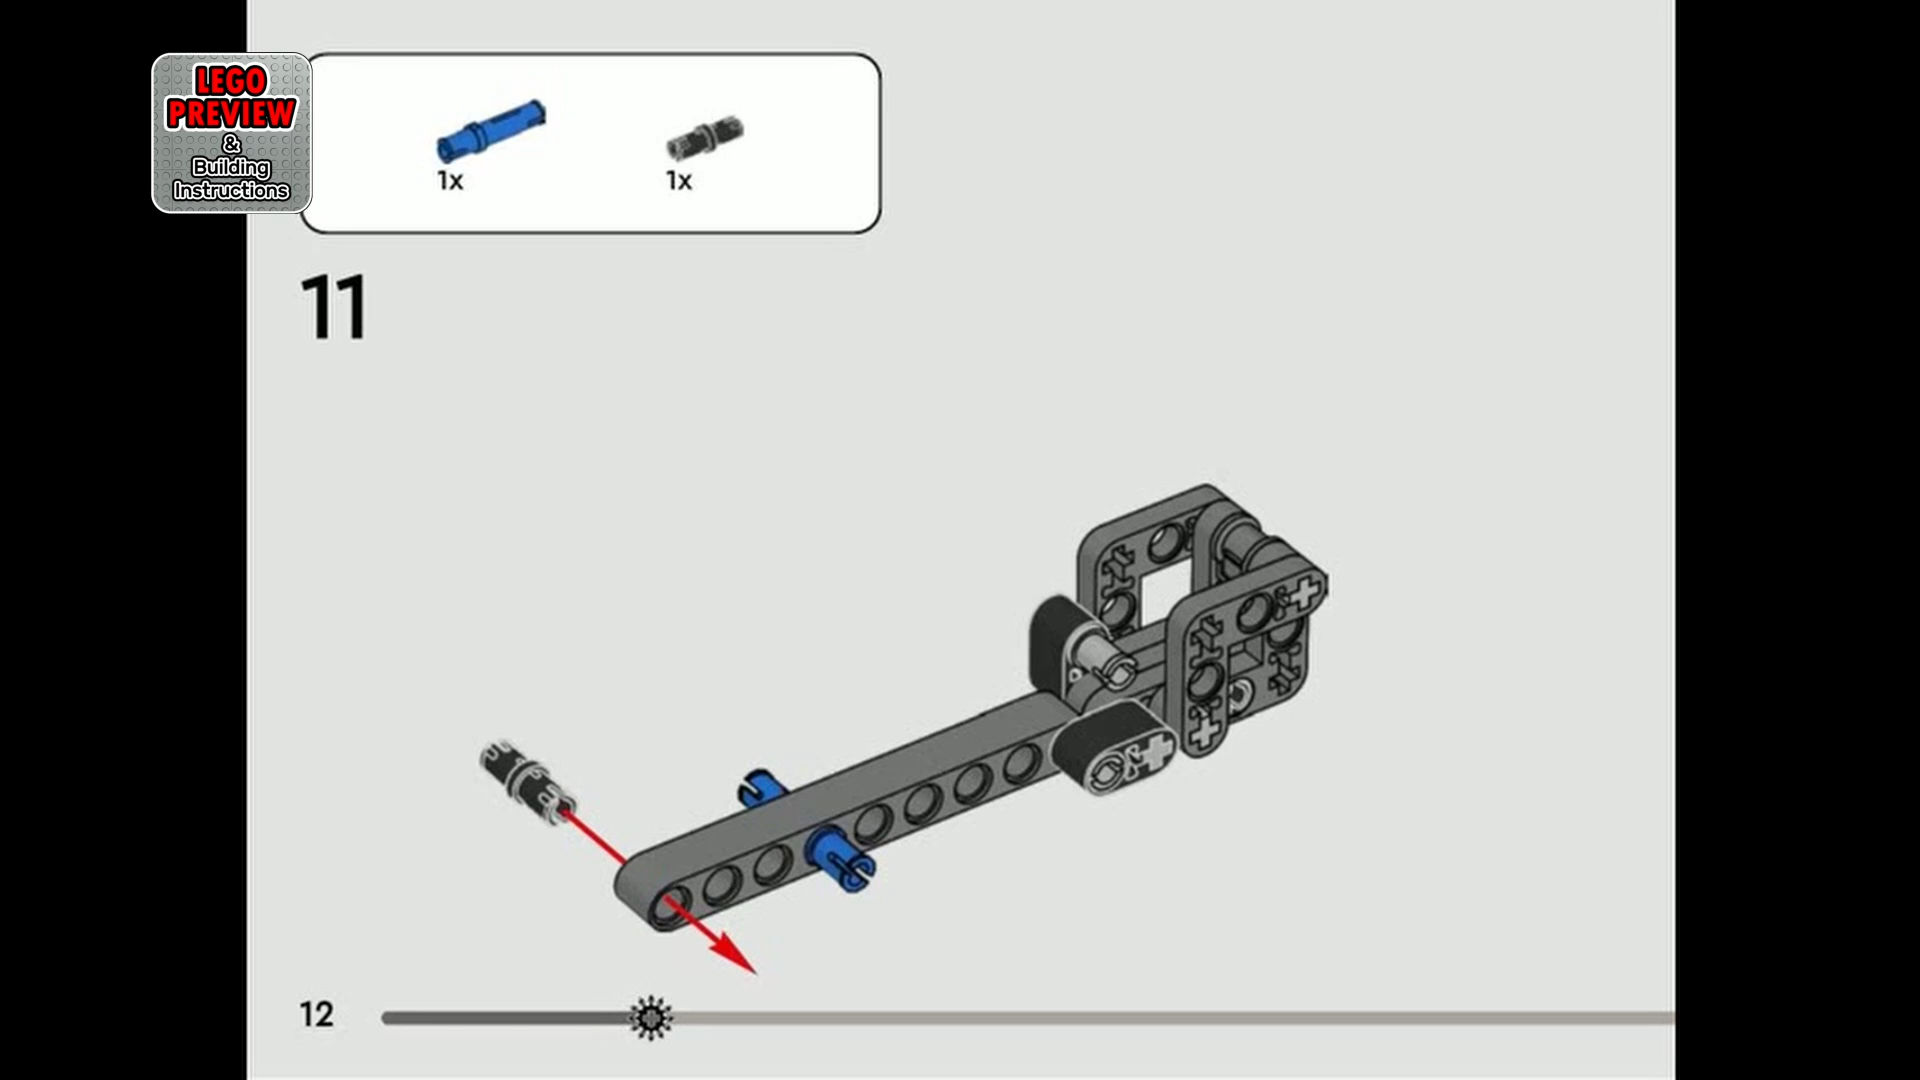 LEGO
PREVIEW
&
Building
Instructions
1x 1x
11
12